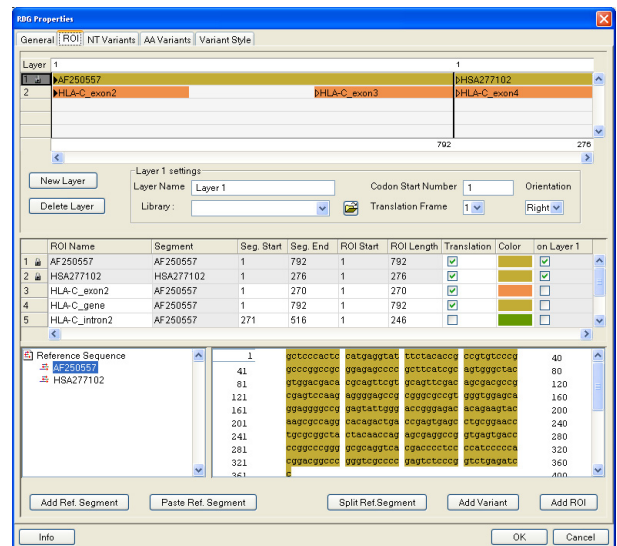 RDG Properties
General ROI NT Variants AA Variants Variant Style
Layer 1 1
1 AF250557 HSA277102
2 HLA-C_exon2 HLA-C_exon3 HLA-C_exon4
792 276
New Layer
Delete Layer
Layer 1 settings
Layer Name Layer 1 Codon Start Number 1 Orientation
Library : Translation Frame 1 Right
ROI Name Segment Seg. Start Seg. End ROI Start ROI Length Translation Color on Layer 1
1 AF250557 AF250557 1 792 1 792
2 HSA277102 HSA277102 1 276 1 276
3 HLA-C_exon2 AF250557 1 270 1 270
4 HLA-C_gene AF250557 1 792 1 792
5 HLA-C_intron2 AF250557 271 516 1 246
Reference Sequence
AF250557
HSA277102
1 gctcccactc catgaggtat ttctacaccg ccgtgtcccg 40
41 gcccggccgc ggagagcccc gcttcatcgc agtgggctac 80
81 gtggacgaca cgcagttcgt gcagttcgac agcgacgccg 120
121 cgagtccaag aggggagccg cgggcgccgt gggtggagca 160
161 ggaggggccg gagtattggg accgggagac acagaagtac 200
201 aagcgccagg gacagactga ccgagtgagc ctgcggaacc 240
241 tgcgcggcta ctacaaccag agcgaggccg gtgagtgacc 280
281 ccggcccggg gcgcaggtca cgacccctcc ccatccccca 320
321 cggacggccc gggtcgcccc gagtctcccg gtctgagatc 360
361 c 400
Add Ref. Segment Paste Ref. Segment Split Ref.Segment Add Variant Add ROI
Info OK Cancel